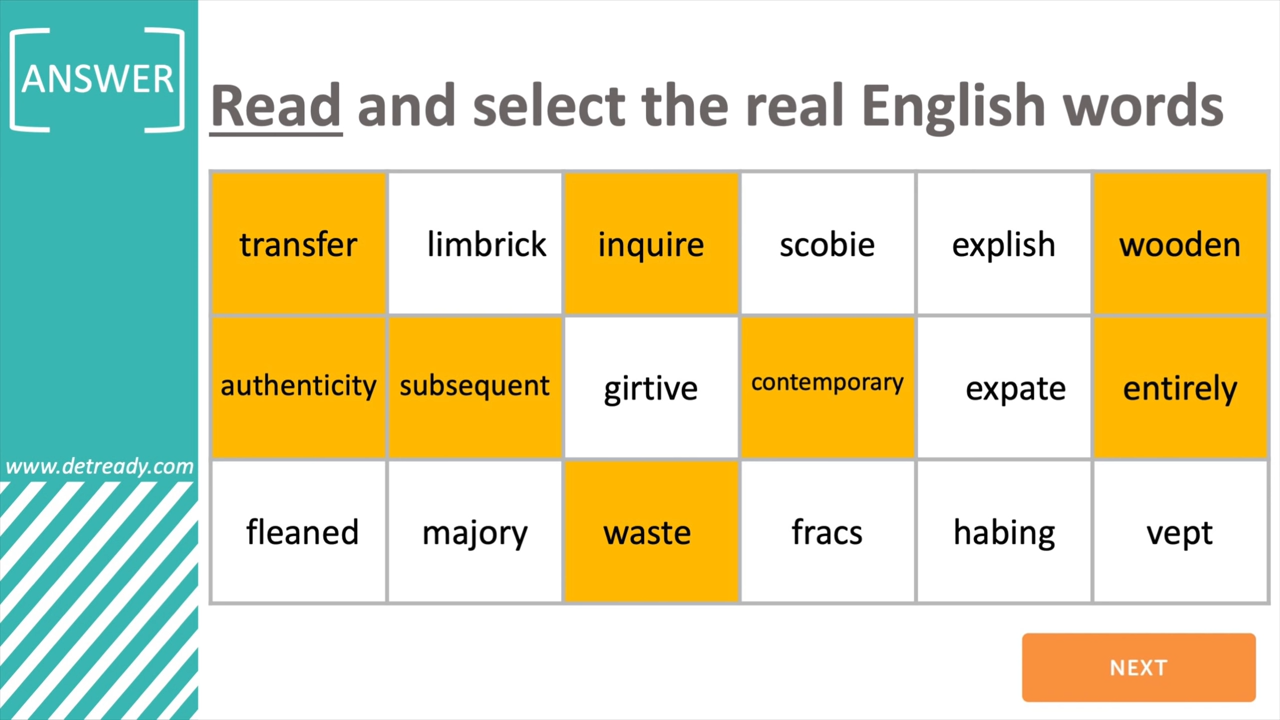 ANSWER
Read and select the real English words
transfer limbrick inquire scobie explish wooden
authenticity subsequent girtive contemporary expate entirely
fleaned majory waste fracs habing vept
www.detready.com
NEXT